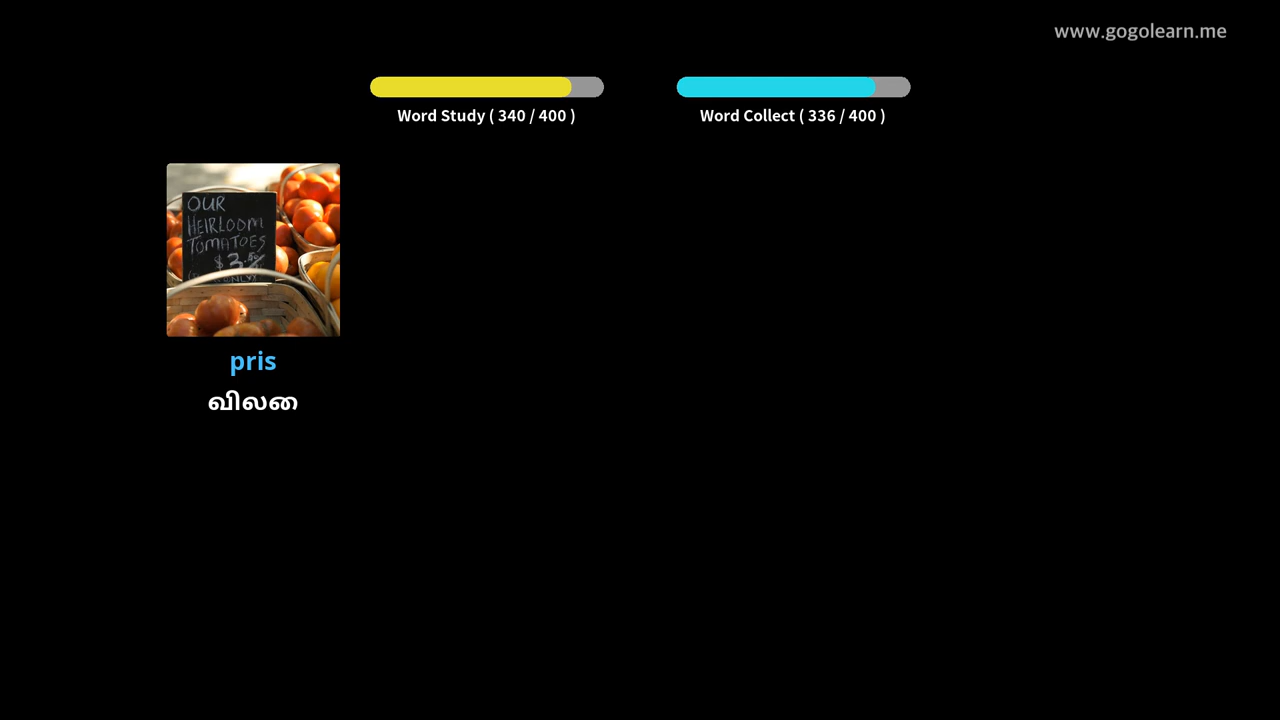 www.gogolearn.me
Word Study ( 340 / 400 )
Word Collect ( 336 / 400 )
OUR
HEIRLOOM
TOMATOES
pris
விலை